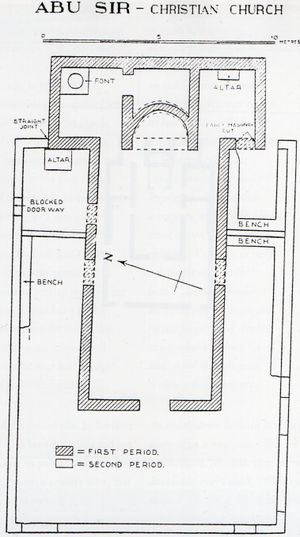 ABU SIR - CHRISTIAN CHURCH
0 5 10
METRES
FONT
ALTAR
STRAIGHT
JOINT
EARLY MASONRY
CUT
ALTAR
BLOCKED
DOOR WAY
BENCH
BENCH
BENCH
N
= FIRST PERIOD.
= SECOND PERIOD.